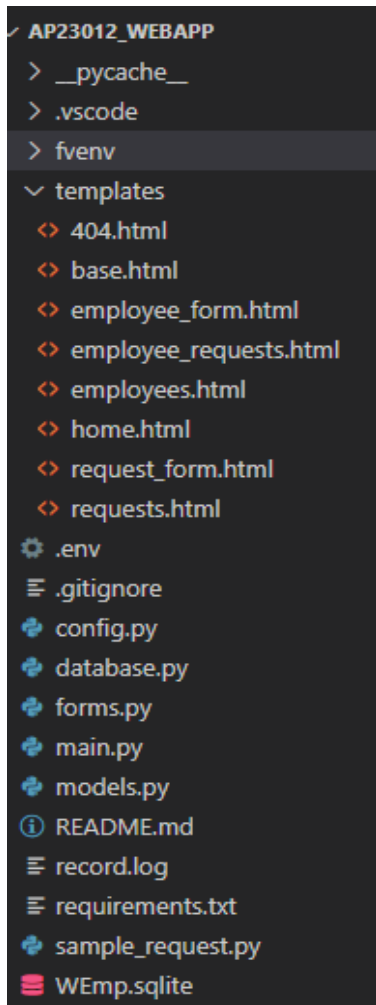 AP23012_WEBAPP
__pycache__
.vscode
fvenv
templates
404.html
base.html
employee_form.html
employee_requests.html
employees.html
home.html
request_form.html
requests.html
.env
.gitignore
config.py
database.py
forms.py
main.py
models.py
README.md
record.log
requirements.txt
sample_request.py
WEmp.sqlite